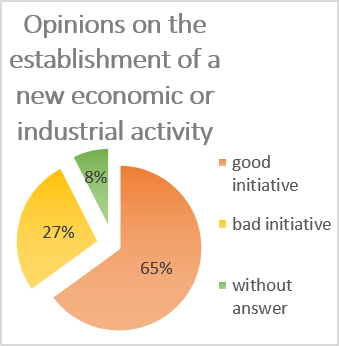 Opinions on the
establishment of a
new economic or
industrial activity
8%
27%
65%
good
initiative
bad initiative
without
answer